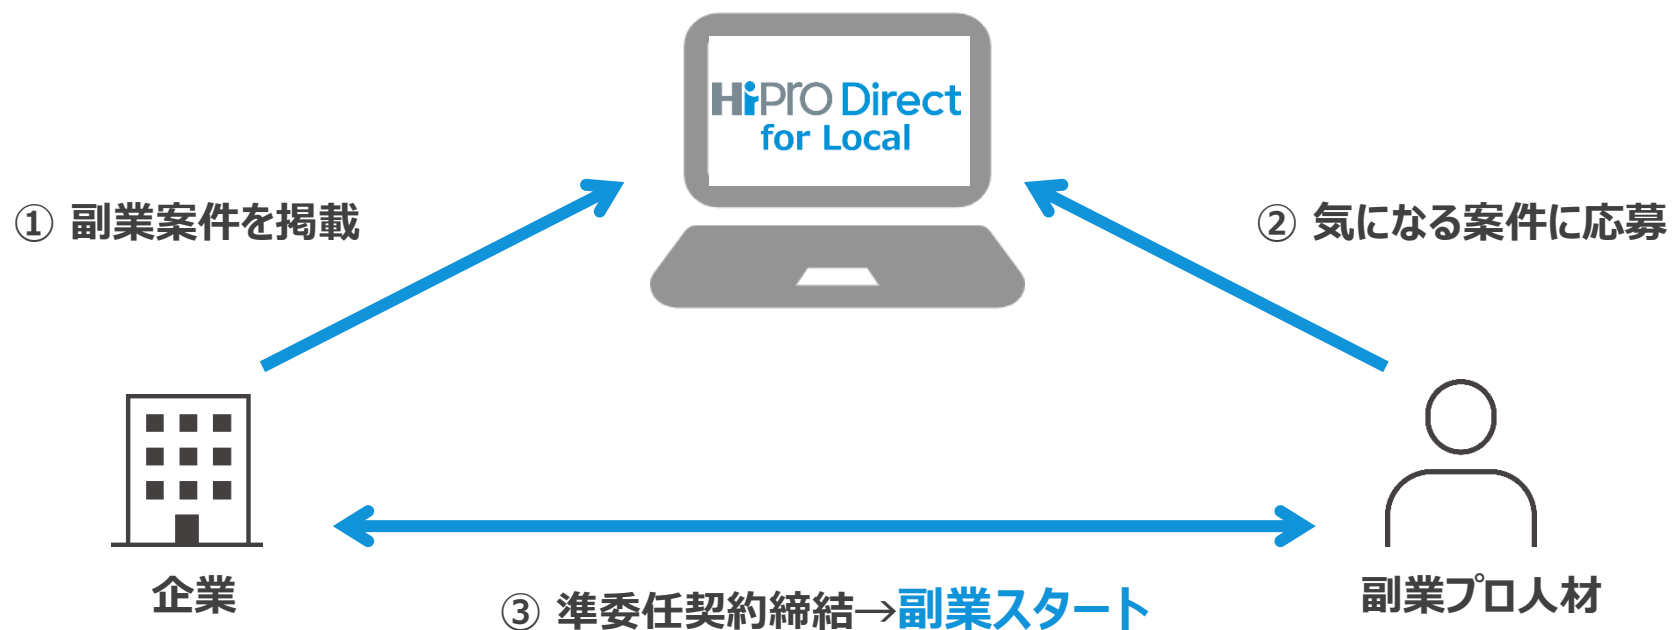 HiPro Direct
for Local
① 副業案件を掲載
② 気になる案件に応募
企業
副業プロ人材
③ 準委任契約締結→副業スタート